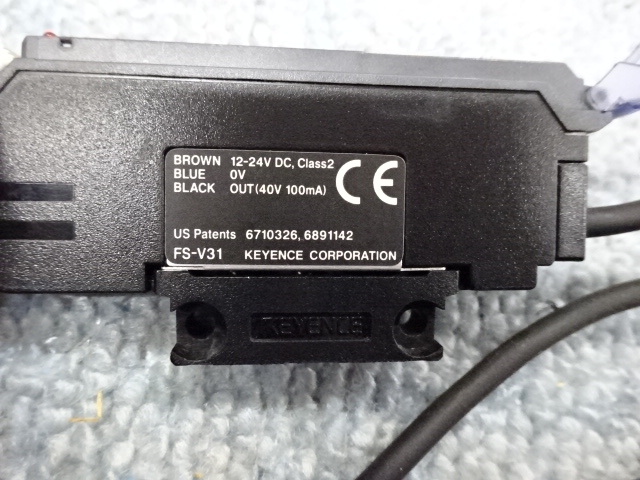 BROWN 12-24V DC, Class2
BLUE 0V
BLACK OUT(40V 100mA)
CE
US Patents 6710326, 6891142
FS-V31 KEYENCE CORPORATION
KEYENCE